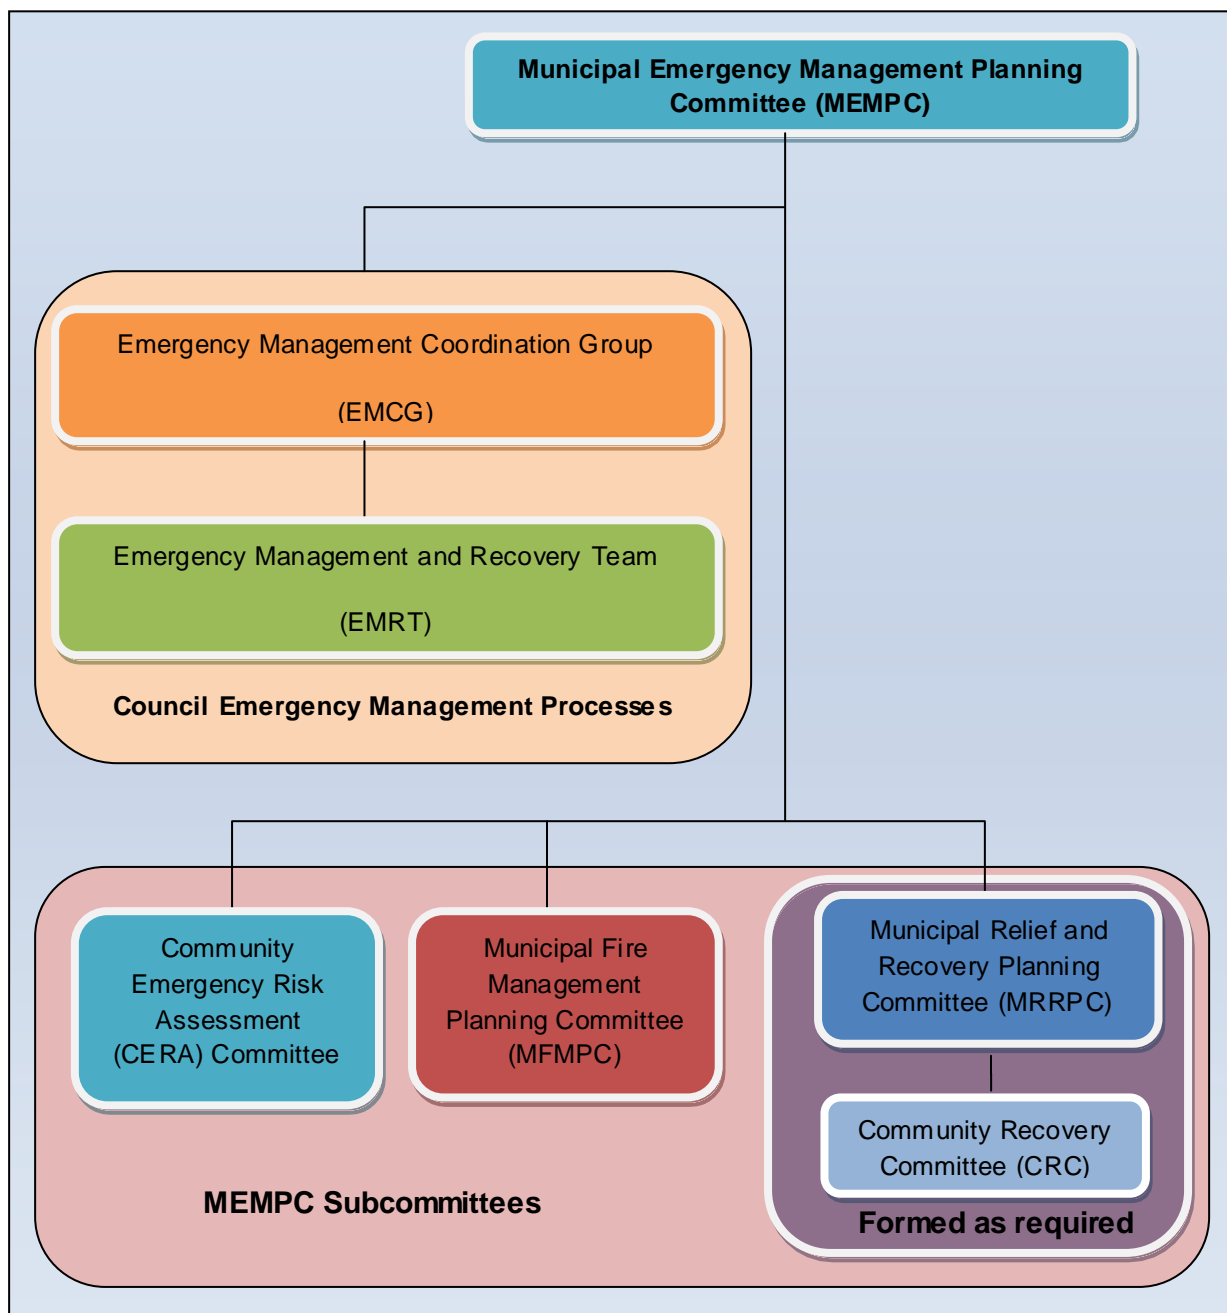 Municipal Emergency Management Planning
Committee (MEMPC)
Emergency Management Coordination Group
(EMCG)
Emergency Management and Recovery Team
(EMRT)
Council Emergency Management Processes
Community
Emergency Risk
Assessment
(CERA) Committee
Municipal Fire
Management
Planning Committee
(MFMPC)
Municipal Relief and
Recovery Planning
Committee (MRRPC)
Community Recovery
Committee (CRC)
Formed as required
MEMPC Subcommittees